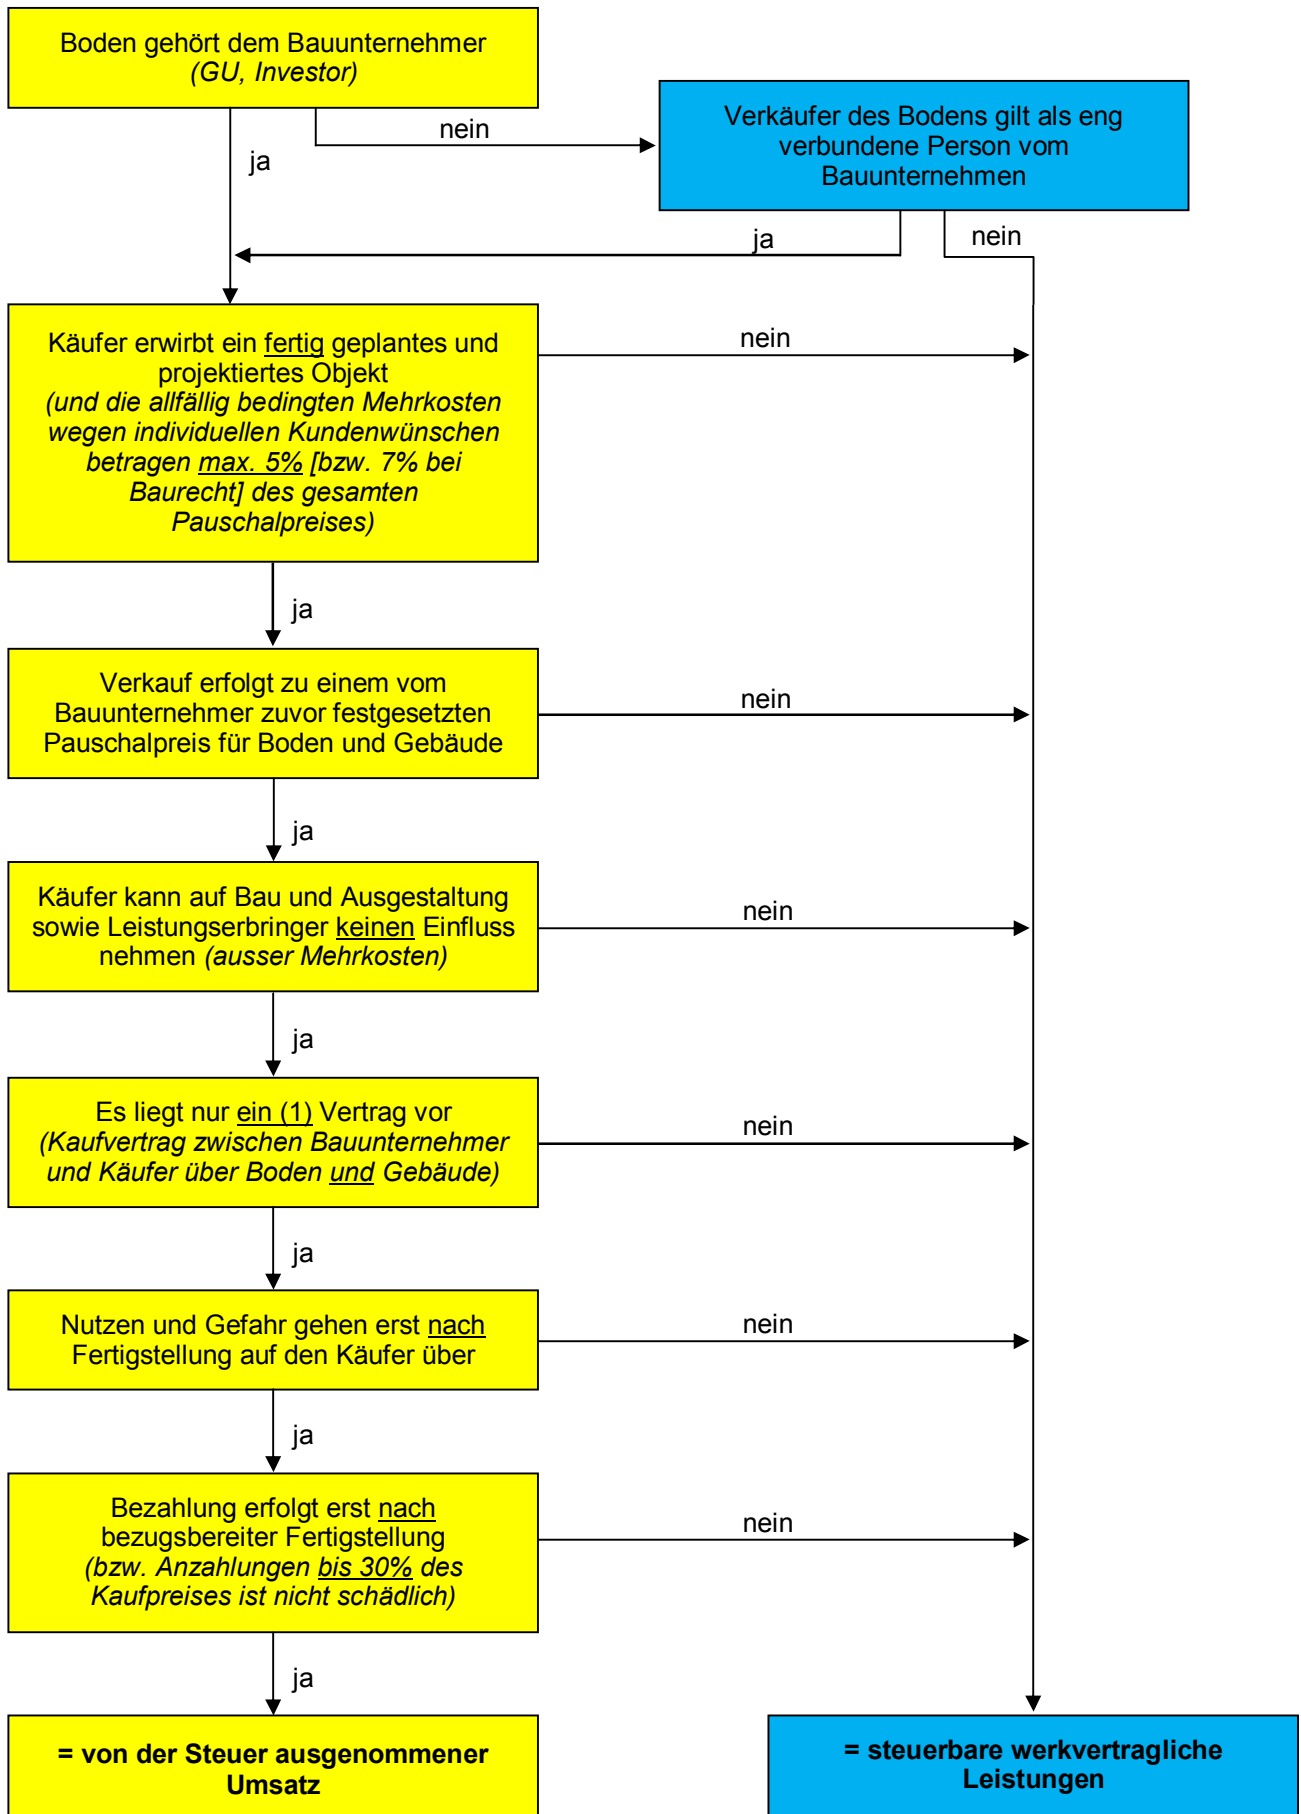 Boden gehört dem Bauunternehmer
(GU, Investor)
nein
ja
Verkäufer des Bodens gilt als eng
verbundene Person vom
Bauunternehmen
ja
nein
Käufer erwirbt ein fertig geplantes und
projektiertes Objekt
(und die allfällig bedingten Mehrkosten
wegen individuellen Kundenwünschen
betragen max. 5% [bzw. 7% bei
Baurecht] des gesamten
Pauschalpreises)
nein
ja
Verkauf erfolgt zu einem vom
Bauunternehmer zuvor festgesetzten
Pauschalpreis für Boden und Gebäude
nein
ja
Käufer kann auf Bau und Ausgestaltung
sowie Leistungserbringer keinen Einfluss
nehmen (ausser Mehrkosten)
nein
ja
Es liegt nur ein (1) Vertrag vor
(Kaufvertrag zwischen Bauunternehmer
und Käufer über Boden und Gebäude)
nein
ja
Nutzen und Gefahr gehen erst nach
Fertigstellung auf den Käufer über
nein
ja
Bezahlung erfolgt erst nach
bezugsbereiter Fertigstellung
(bzw. Anzahlungen bis 30% des
Kaufpreises ist nicht schädlich)
nein
ja
= von der Steuer ausgenommener
Umsatz
= steuerbare werkvertragliche
Leistungen